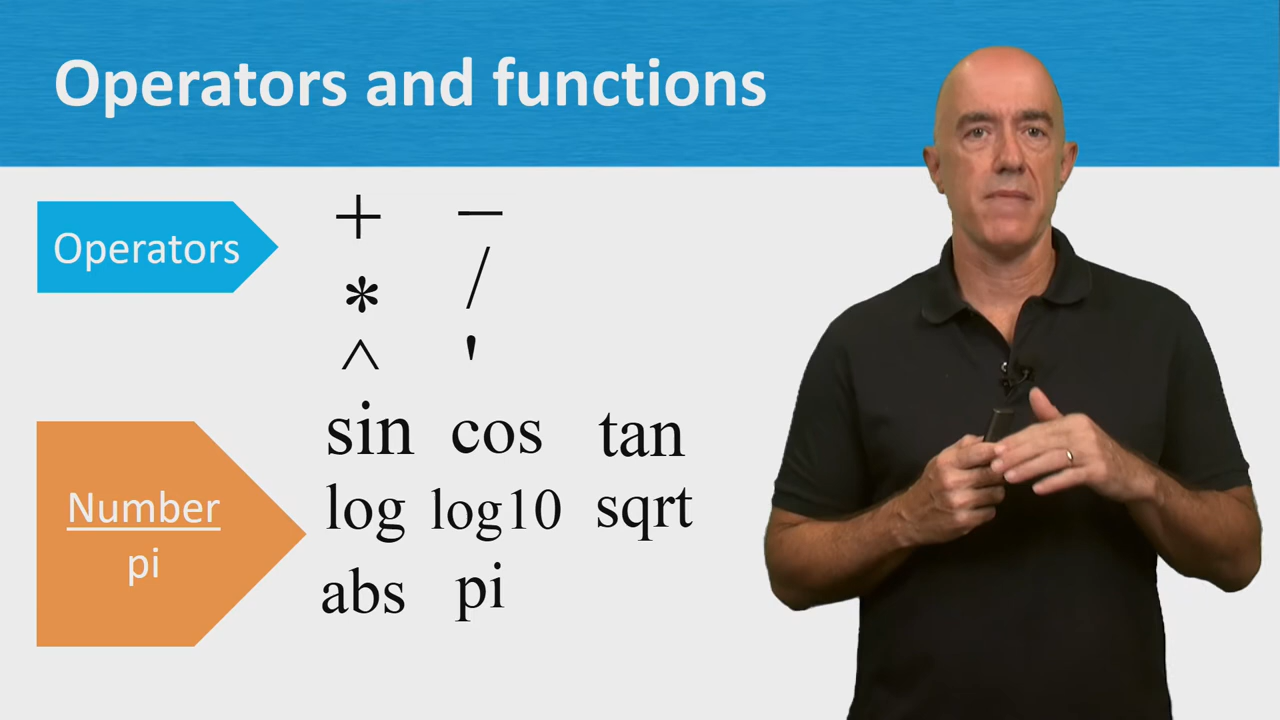 Operators and functions
Operators
+ −
* /
^ '
Number
pi
sin cos tan
log log10 sqrt
abs pi